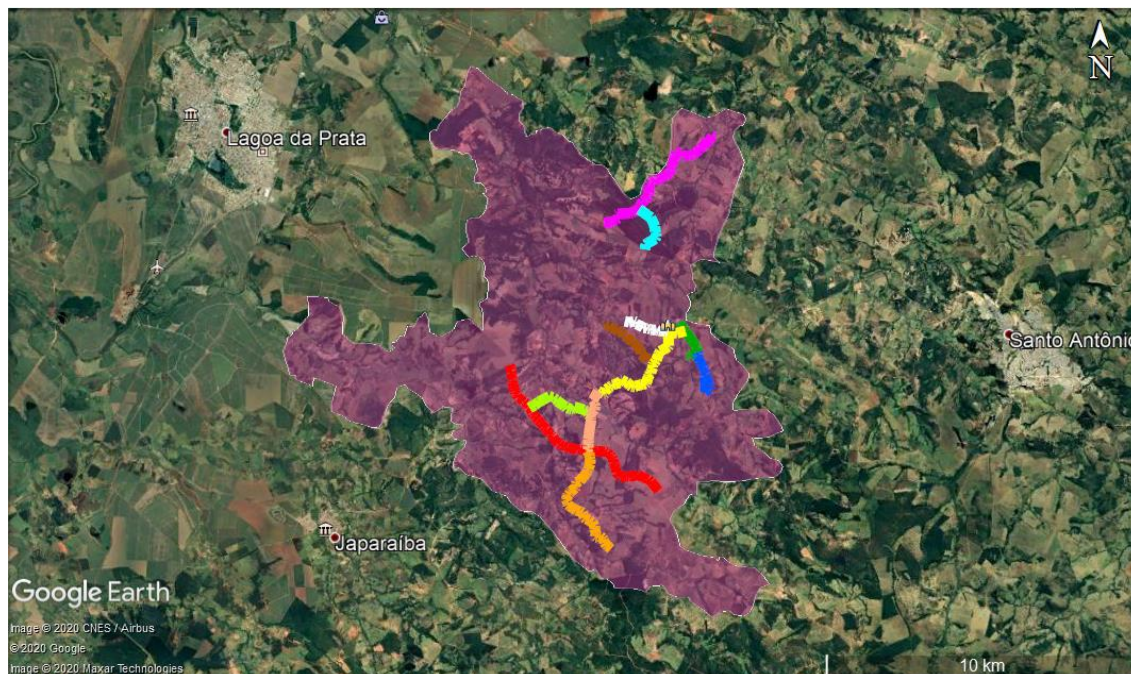 N
Lagoa da Prata
Santo Antônio
Japaraíba
Google Earth
Image © 2020 CNES / Airbus
© 2020 Google
Image © 2020 Maxar Technologies
10 km